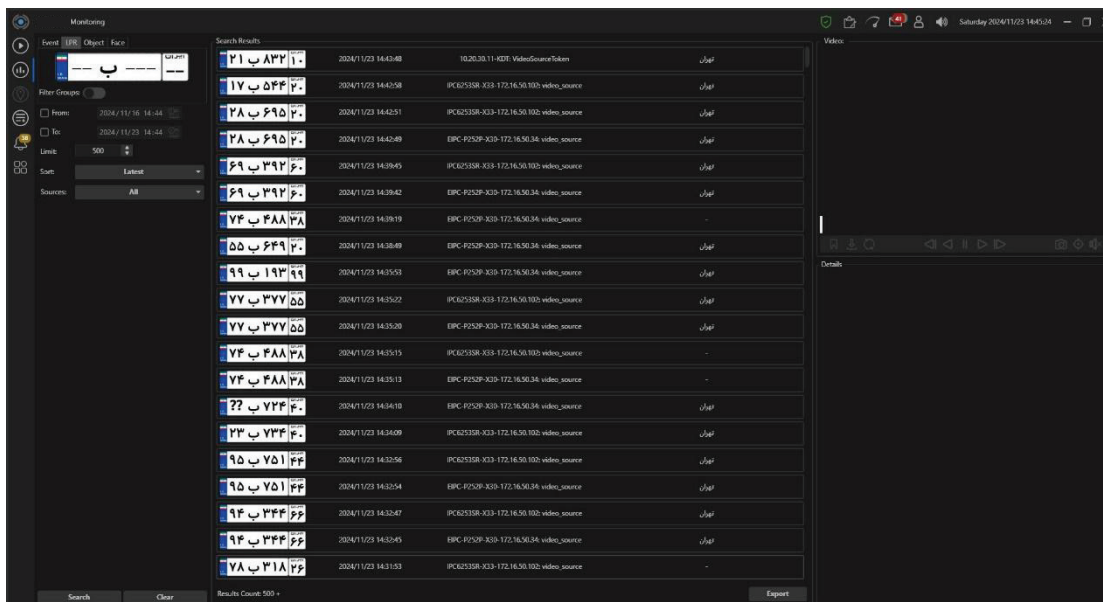 Monitoring
43
Saturday 2024/11/23 14:45:24
Event LPR Object Face
ب
Filter Groups:
From: 2024/11/16 14:44
To: 2024/11/23 14:44
Limit: 500
Sort: Latest
Sources: All
Search Clear
Search Results
۲۱ ب ۸۳۲ ۱۰ 2024/11/23 14:43:48 10.20.30.11-KDT: VideoSourceToken تهران
۱۷ ب ۵۴۴ ۲۰ 2024/11/23 14:42:58 IPC6253SR-X33-172.16.50.102: video_source تهران
۲۸ ب ۶۹۵ ۲۰ 2024/11/23 14:42:51 IPC6253SR-X33-172.16.50.102: video_source تهران
۲۸ ب ۶۹۵ ۲۰ 2024/11/23 14:42:49 EIPC-P252P-X30-172.16.50.34: video_source تهران
۶۹ ب ۳۹۲ ۶۰ 2024/11/23 14:39:45 IPC6253SR-X33-172.16.50.102: video_source تهران
۶۹ ب ۳۹۲ ۶۰ 2024/11/23 14:39:42 EIPC-P252P-X30-172.16.50.34: video_source تهران
۷۴ ب ۴۸۸ ۳۸ 2024/11/23 14:39:19 EIPC-P252P-X30-172.16.50.34: video_source -
۵۵ ب ۶۴۹ ۲۰ 2024/11/23 14:38:49 EIPC-P252P-X30-172.16.50.34: video_source تهران
۹۹ ب ۱۹۳ ۹۹ 2024/11/23 14:35:53 EIPC-P252P-X30-172.16.50.34: video_source تهران
۷۷ ب ۳۷۷ ۵۵ 2024/11/23 14:35:22 IPC6253SR-X33-172.16.50.102: video_source تهران
۷۷ ب ۳۷۷ ۵۵ 2024/11/23 14:35:20 EIPC-P252P-X30-172.16.50.34: video_source تهران
۷۴ ب ۴۸۸ ۳۸ 2024/11/23 14:35:15 IPC6253SR-X33-172.16.50.102: video_source -
۷۴ ب ۴۸۸ ۳۸ 2024/11/23 14:35:13 EIPC-P252P-X30-172.16.50.34: video_source -
?? ب ۷۲۴ ۴۰ 2024/11/23 14:34:10 EIPC-P252P-X30-172.16.50.34: video_source تهران
۲۳ ب ۷۳۴ ۴۰ 2024/11/23 14:34:09 IPC6253SR-X33-172.16.50.102: video_source تهران
۹۵ ب ۷۵۱ ۴۴ 2024/11/23 14:32:56 IPC6253SR-X33-172.16.50.102: video_source تهران
۹۵ ب ۷۵۱ ۴۴ 2024/11/23 14:32:54 EIPC-P252P-X30-172.16.50.34: video_source تهران
۹۴ ب ۳۴۴ ۶۶ 2024/11/23 14:32:47 IPC6253SR-X33-172.16.50.102: video_source تهران
۹۴ ب ۳۴۴ ۶۶ 2024/11/23 14:32:45 EIPC-P252P-X30-172.16.50.34: video_source تهران
۷۸ ب ۳۱۸ ۲۶ 2024/11/23 14:31:53 IPC6253SR-X33-172.16.50.102: video_source -
Results Count: 500 +
Export
Video:
Details